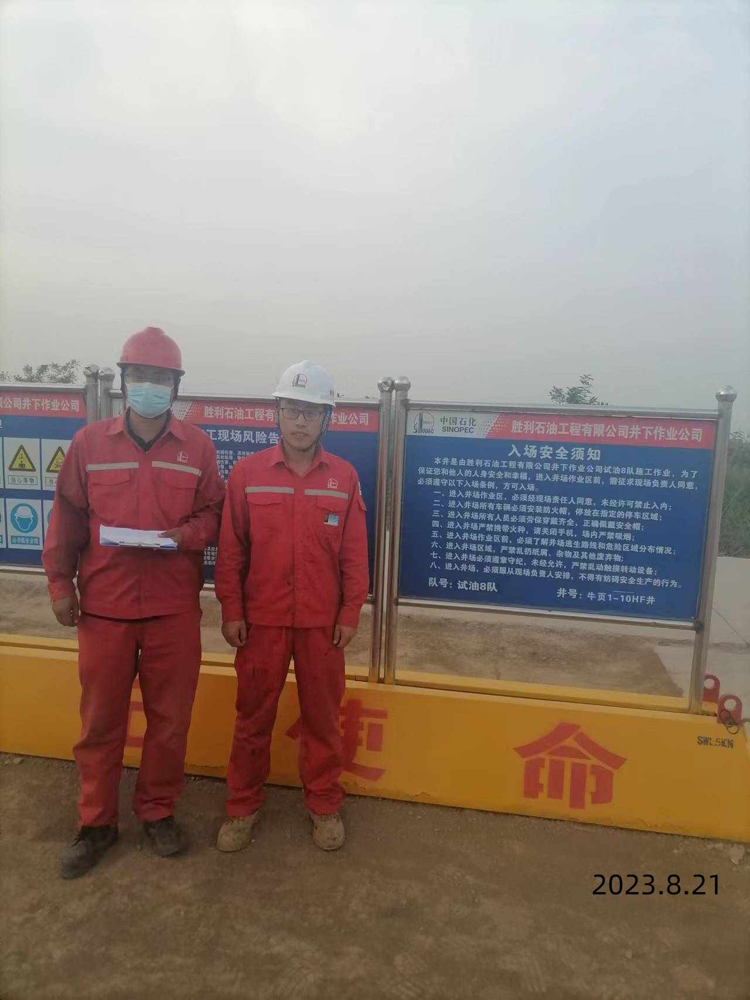 限公司井下作业公司
当心落物
必须戴安全帽
胜利石油工程有
作业公司
工现场风险告
SINOPEC
中国石化
SINOPEC
胜利石油工程有限公司井下作业公司
入场安全须知
本井是由胜利石油工程有限公司井下作业公司试油8队施工作业，为了
保证您和他人的人身安全和幸福，进入井场作业区前，需征求现场负责人同意，
必须遵守以下入场条例，方可入场。
一、进入井场作业区，必须经现场责任人同意，未经许可禁止入内；
二、进入井场所有车辆必须安装防火帽，停放在指定的停车区域；
三、进入井场所有人员必须劳保穿戴齐全，正确佩戴安全帽；
四、进入井场严禁携带火种，请关闭手机，场内严禁吸烟；
五、进入井场作业区前，必须了解井场逃生路线和危险区域分布情况；
六、进入井场区域，严禁乱扔纸屑、杂物及其他废弃物；
七、进入井场必须遵章守纪，未经允许，严禁乱动触摸转动设备；
八、进入井场，必须服从现场负责人安排，不得有妨碍安全生产的行为。
队号：试油8队
井号：牛页1-10HF井
使命
SWL5KN
2023.8.21